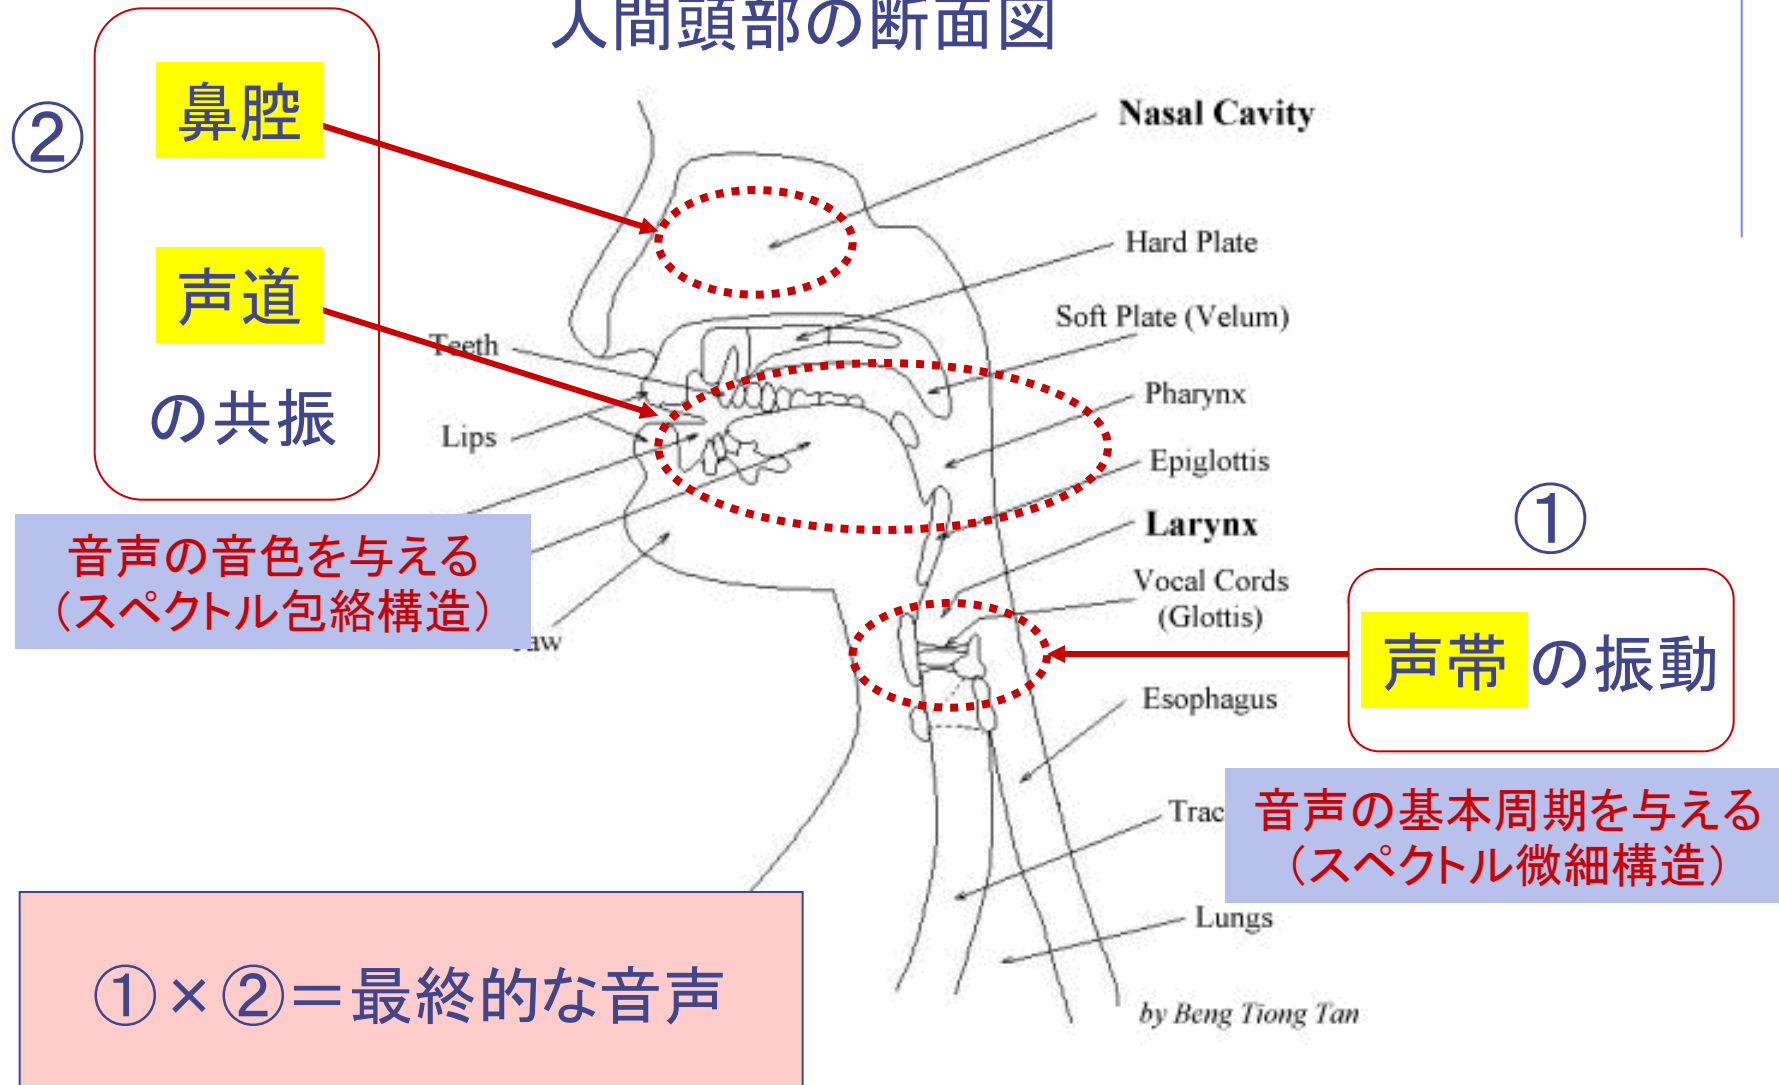 人間頭部の断面図
②
鼻腔
声道
の共振
音声の音色を与える
（スペクトル包絡構造）
Nasal Cavity
Hard Plate
Soft Plate (Velum)
Teeth
Pharynx
Lips
Epiglottis
Larynx
Vocal Cords
(Glottis)
Esophagus
Lungs
①
声帯 の振動
音声の基本周期を与える
（スペクトル微細構造）
①×②＝最終的な音声
by Beng Tiong Tan